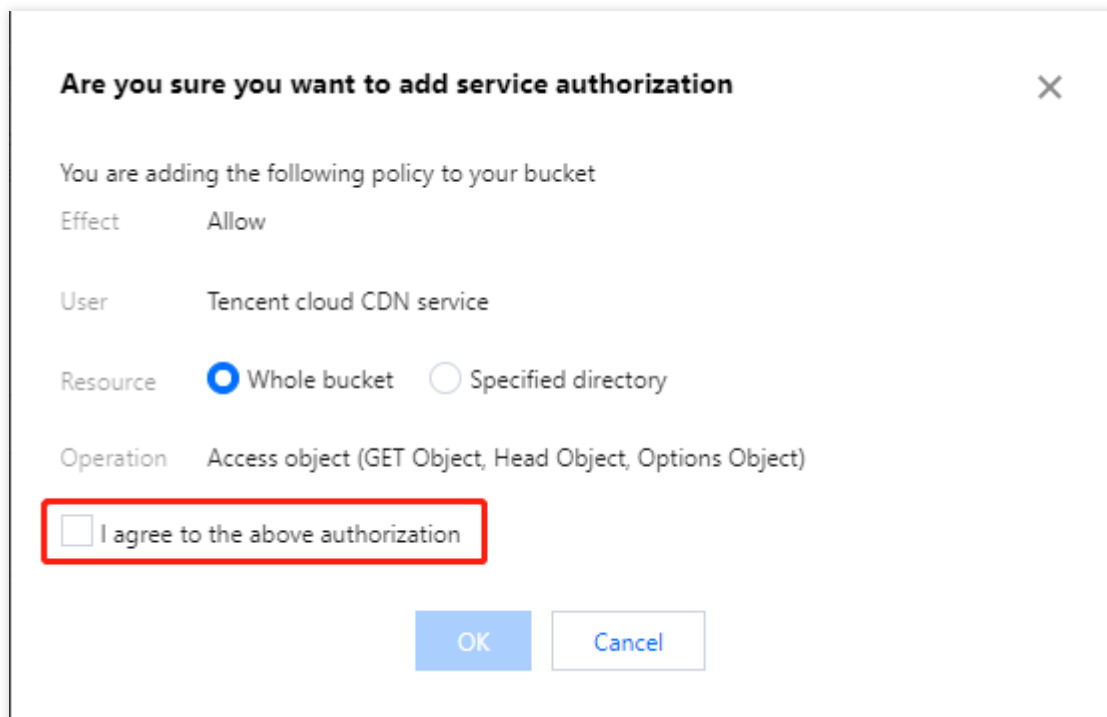 Are you sure you want to add service authorization
You are adding the following policy to your bucket
Effect Allow
User Tencent cloud CDN service
Resource Whole bucket Specified directory
Operation Access object (GET Object, Head Object, Options Object)
I agree to the above authorization
OK Cancel